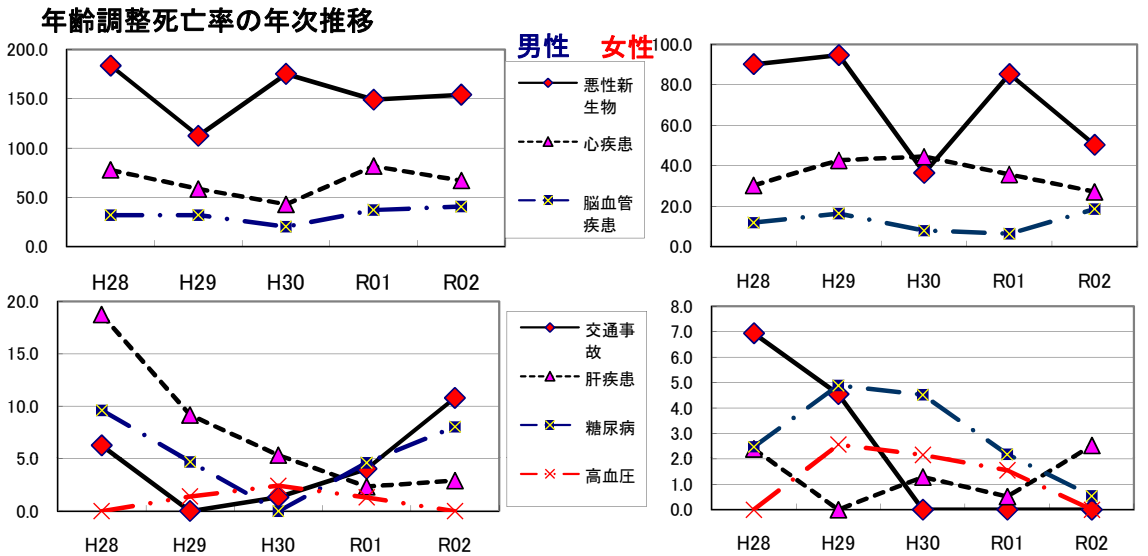 年齢調整死亡率の年次推移
男性 女性
200.0
150.0
100.0
50.0
0.0
H28 H29 H30 R01 R02
悪性新
生物
心疾患
脳血管
疾患
100.0
80.0
60.0
40.0
20.0
0.0
H28 H29 H30 R01 R02
20.0
15.0
10.0
5.0
0.0
H28 H29 H30 R01 R02
交通事
故
肝疾患
糖尿病
高血圧
8.0
7.0
6.0
5.0
4.0
3.0
2.0
1.0
0.0
H28 H29 H30 R01 R02